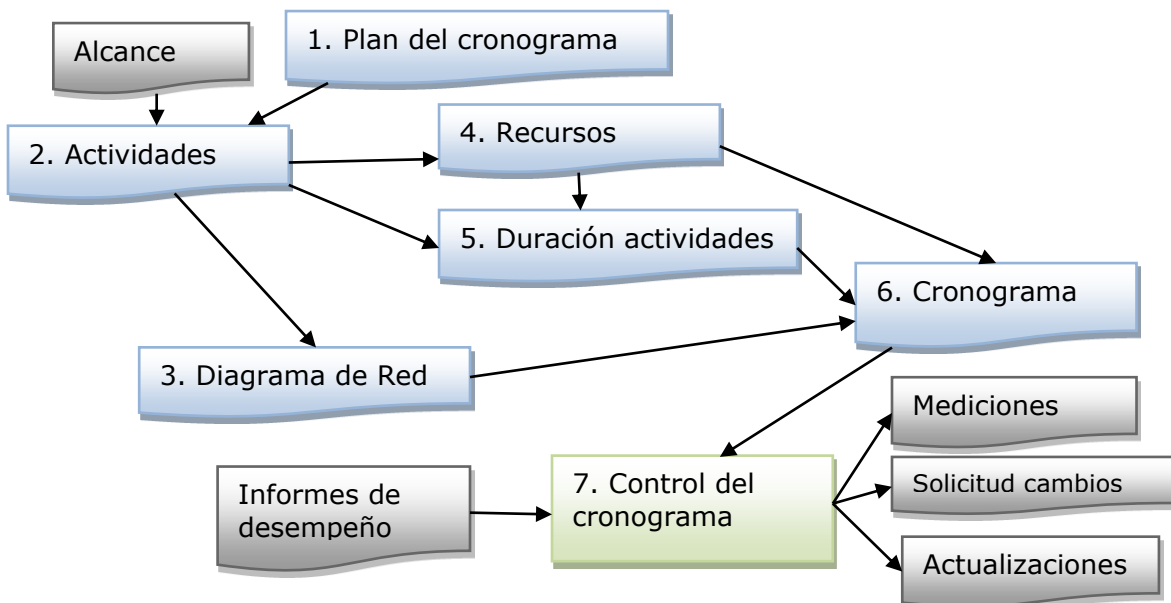 Alcance
1. Plan del cronograma
2. Actividades
4. Recursos
5. Duración actividades
6. Cronograma
3. Diagrama de Red
Mediciones
Informes de
desempeño
7. Control del
cronograma
Solicitud cambios
Actualizaciones